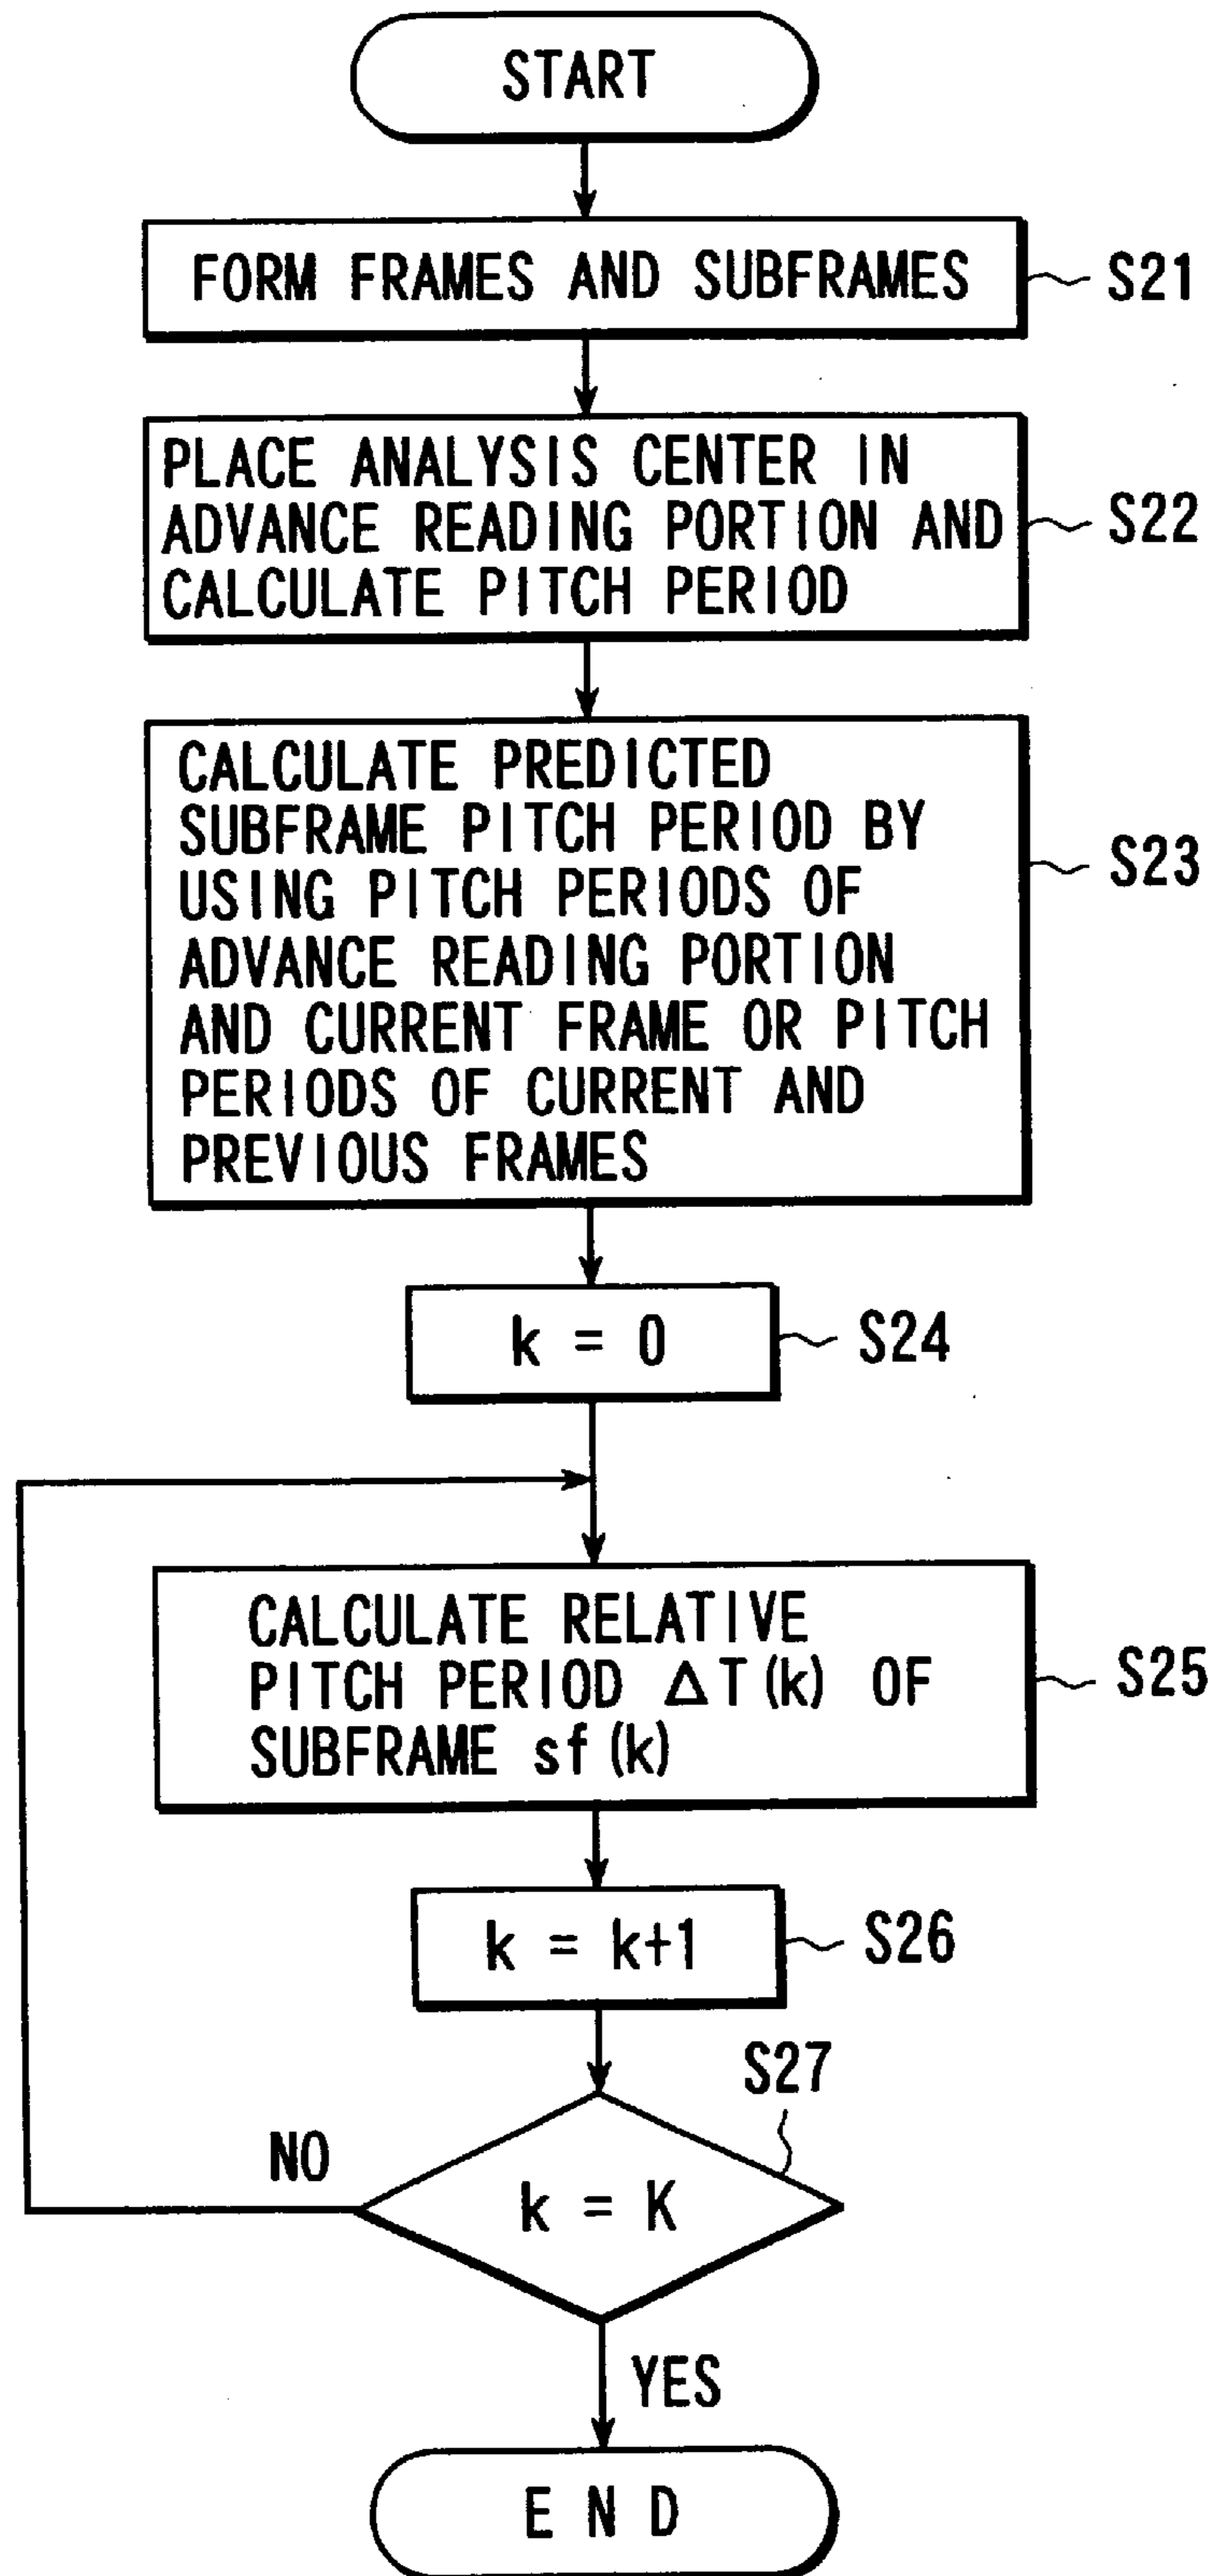 START
FORM FRAMES AND SUBFRAMES
S21
PLACE ANALYSIS CENTER IN
ADVANCE READING PORTION AND
CALCULATE PITCH PERIOD
S22
CALCULATE PREDICTED
SUBFRAME PITCH PERIOD BY
USING PITCH PERIODS OF
ADVANCE READING PORTION
AND CURRENT FRAME OR PITCH
PERIODS OF CURRENT AND
PREVIOUS FRAMES
S23
k = 0
S24
CALCULATE RELATIVE
PITCH PERIOD ΔT(k) OF
SUBFRAME sf(k)
S25
k = k+1
S26
S27
NO
k = K
YES
END